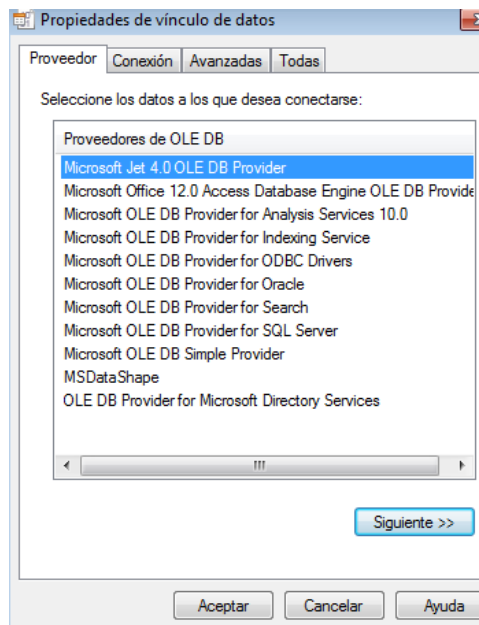 Propiedades de vínculo de datos
Proveedor Conexión Avanzadas Todas
Seleccione los datos a los que desea conectarse:
Proveedores de OLE DB
Microsoft Jet 4.0 OLE DB Provider
Microsoft Office 12.0 Access Database Engine OLE DB Provide
Microsoft OLE DB Provider for Analysis Services 10.0
Microsoft OLE DB Provider for Indexing Service
Microsoft OLE DB Provider for ODBC Drivers
Microsoft OLE DB Provider for Oracle
Microsoft OLE DB Provider for Search
Microsoft OLE DB Provider for SQL Server
Microsoft OLE DB Simple Provider
MSDataShape
OLE DB Provider for Microsoft Directory Services
Siguiente >>
Aceptar Cancelar Ayuda